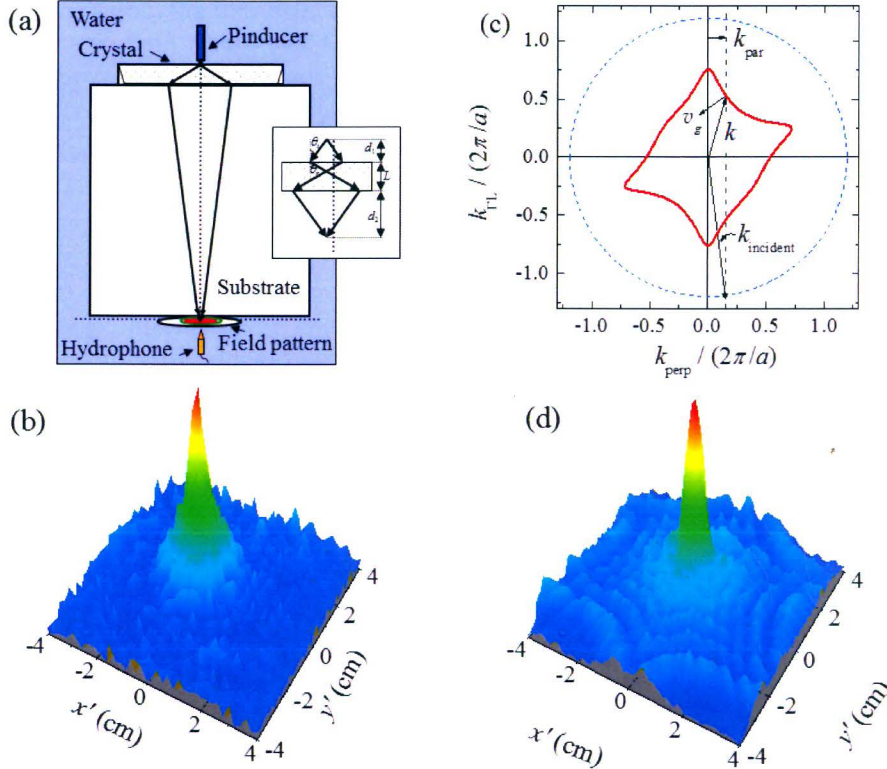 (a)
Water
Crystal
Pinducer
d₁
L
d₂
Substrate
Hydrophone
Field pattern
(c)
1.0
0.5
0.0
-0.5
-1.0
k_ΓL / (2π/a)
k_par
v_g
k
k_incident
-1.0 -0.5 0.0 0.5 1.0
k_perp / (2π/a)
(b)
4
2
0
-2
-4
-4
-2
0
2
4
x′ (cm)
y′ (cm)
(d)
4
2
0
-2
-4
-4
-2
0
2
4
x′ (cm)
y′ (cm)